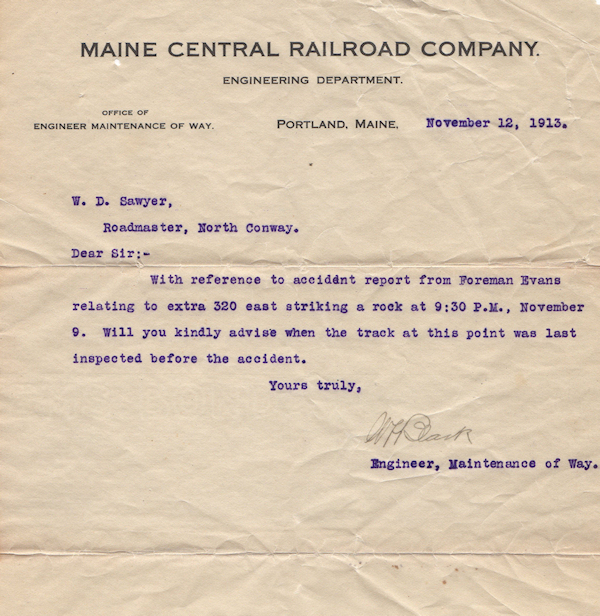 MAINE CENTRAL RAILROAD COMPANY.
ENGINEERING DEPARTMENT.
OFFICE OF
ENGINEER MAINTENANCE OF WAY.
PORTLAND, MAINE, November 12, 1913.
W. D. Sawyer,
Roadmaster, North Conway.
Dear Sir:-
With reference to accident report from Foreman Evans
relating to extra 320 east striking a rock at 9:30 P.M., November
9. Will you kindly advise when the track at this point was last
inspected before the accident.
Yours truly,
Engineer, Maintenance of Way.